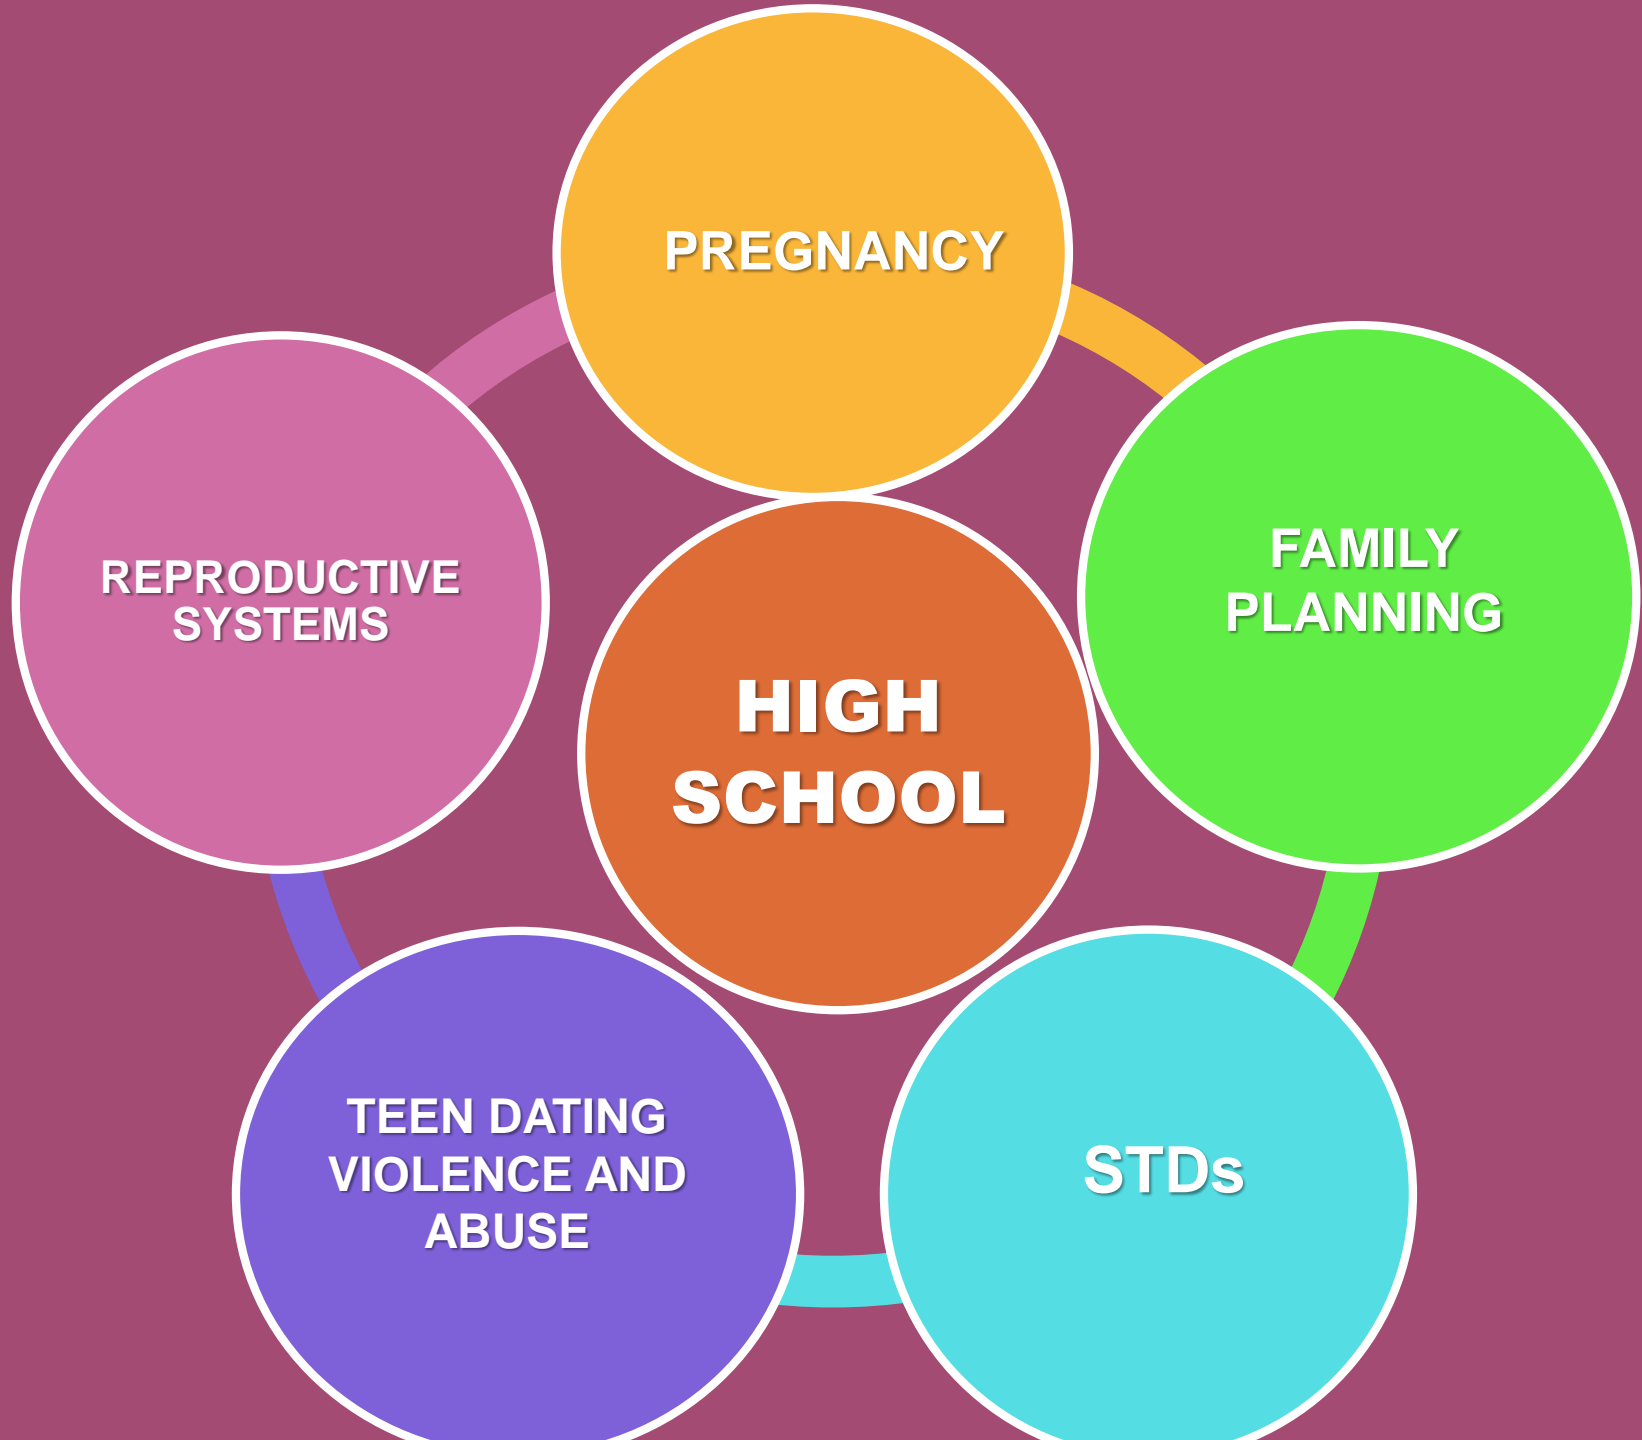 PREGNANCY
FAMILY
PLANNING
REPRODUCTIVE
SYSTEMS
HIGH
SCHOOL
TEEN DATING
VIOLENCE AND
ABUSE
STDs